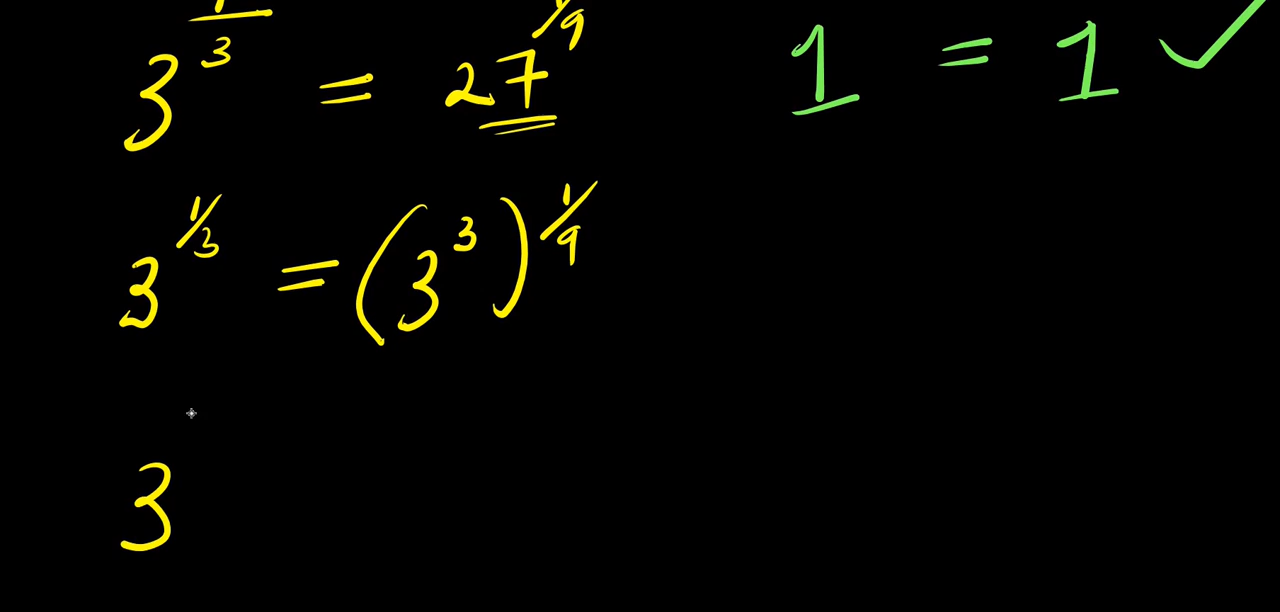 3^{1/3} = 27^{1/9}
1 = 1 ✓
3^{1/3} = (3^3)^{1/9}
3